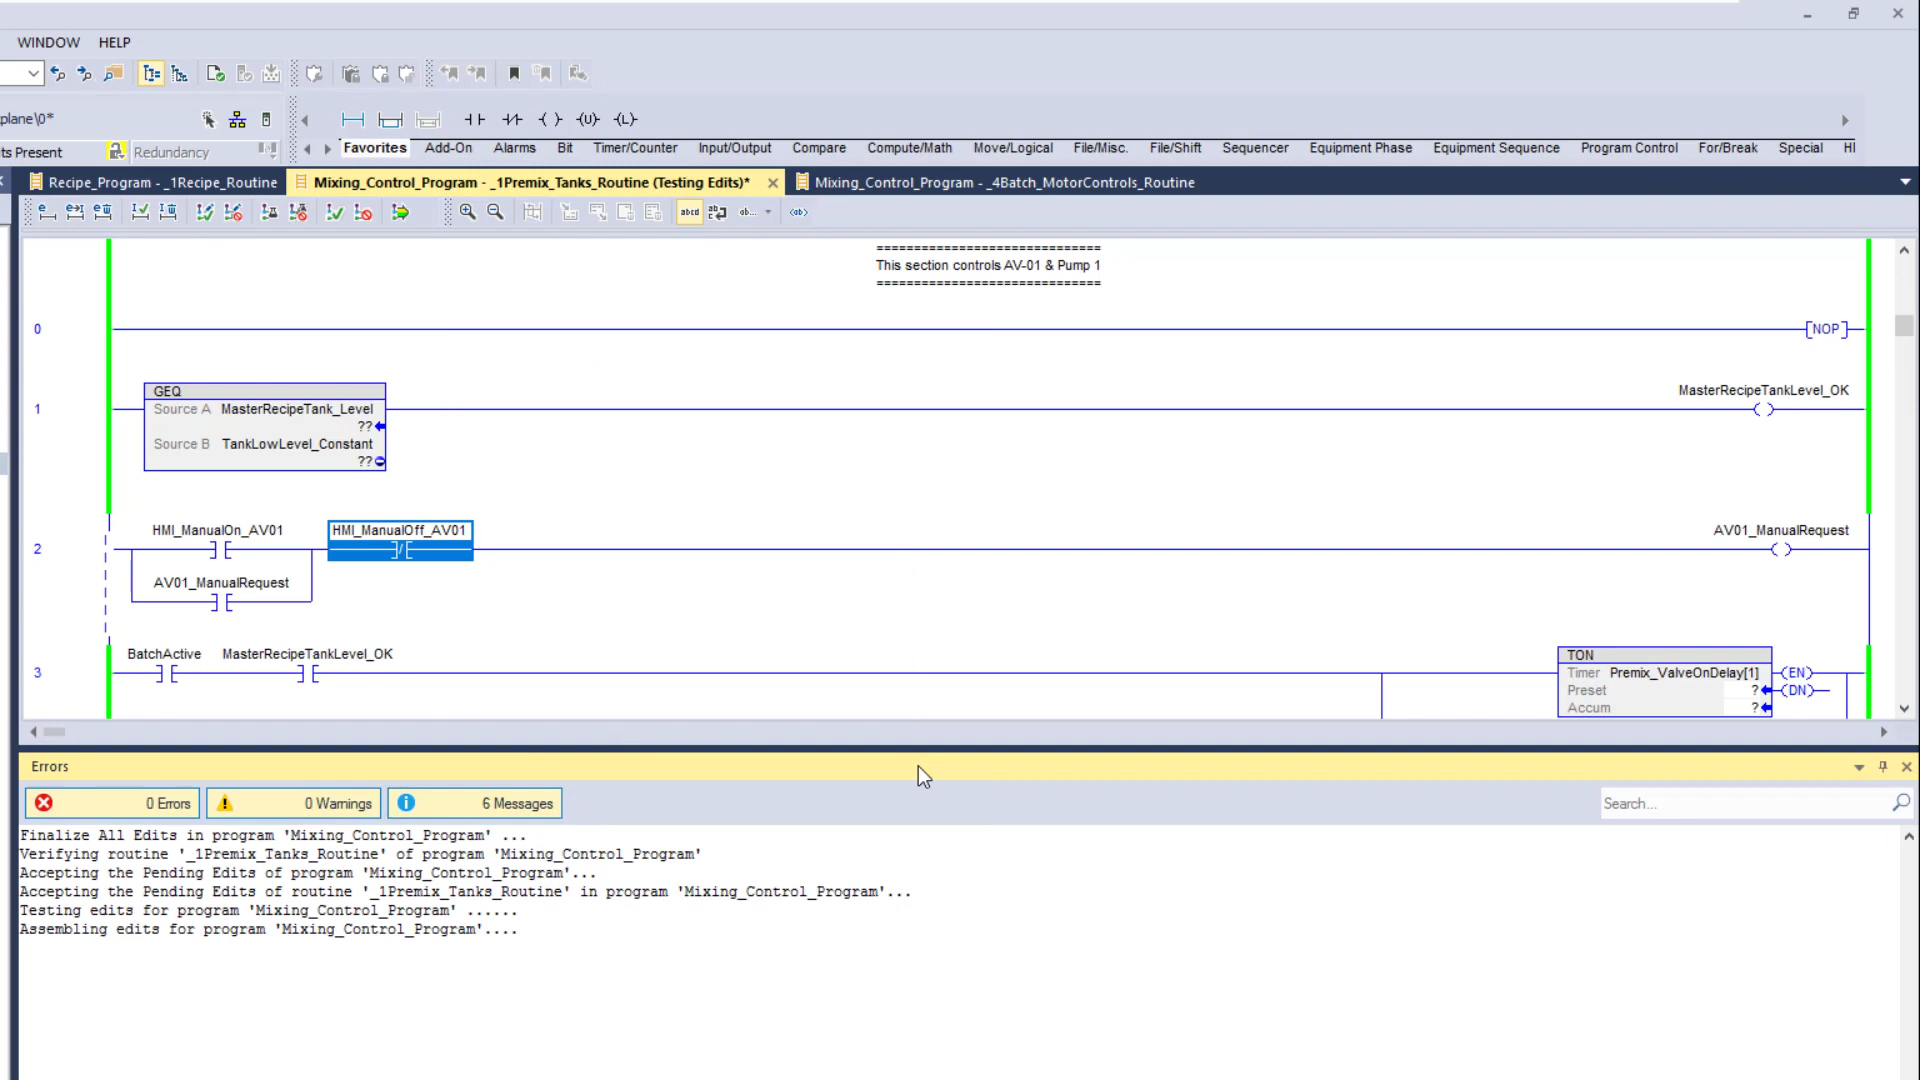 WINDOW HELP
plane\0*
ts Present Redundancy
Favorites Add-On Alarms Bit Timer/Counter Input/Output Compare Compute/Math Move/Logical File/Misc. File/Shift Sequencer Equipment Phase Equipment Sequence Program Control For/Break Special HI
Recipe_Program - _1Recipe_Routine Mixing_Control_Program - _1Premix_Tanks_Routine (Testing Edits)* Mixing_Control_Program - _4Batch_MotorControls_Routine
==============================
This section controls AV-01 & Pump 1
==============================
0 NOP
GEQ
MasterRecipeTankLevel_OK
1 Source A MasterRecipeTank_Level
??
Source B TankLowLevel_Constant
??
HMI_ManualOn_AV01 HMI_ManualOff_AV01 AV01_ManualRequest
2
AV01_ManualRequest
BatchActive MasterRecipeTankLevel_OK TON
3 Timer Premix_ValveOnDelay[1] EN
Preset ? DN
Accum ?
Errors
0 Errors 0 Warnings 6 Messages Search...
Finalize All Edits in program 'Mixing_Control_Program' ...
Verifying routine '_1Premix_Tanks_Routine' of program 'Mixing_Control_Program'
Accepting the Pending Edits of program 'Mixing_Control_Program'...
Accepting the Pending Edits of routine '_1Premix_Tanks_Routine' in program 'Mixing_Control_Program'...
Testing edits for program 'Mixing_Control_Program' ......
Assembling edits for program 'Mixing_Control_Program'....